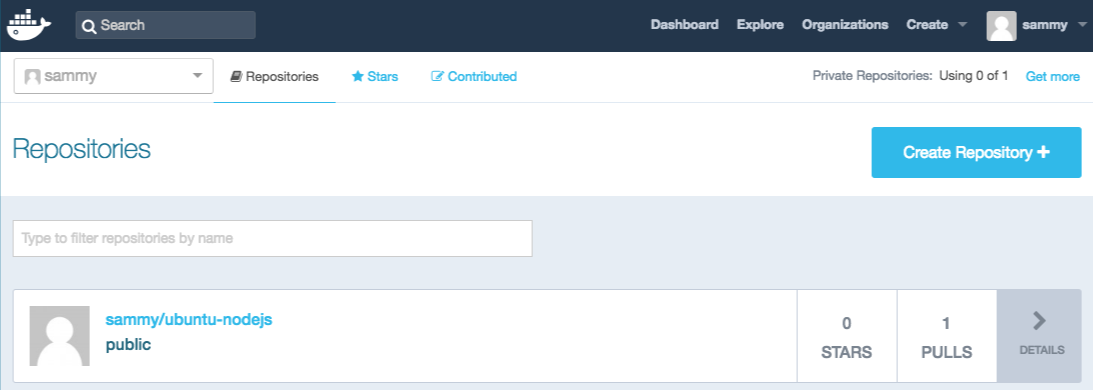 Search Dashboard Explore Organizations Create sammy
sammy Repositories Stars Contributed Private Repositories: Using 0 of 1 Get more
Repositories Create Repository
Type to filter repositories by name
sammy/ubuntu-nodejs
public
0 1
STARS PULLS DETAILS